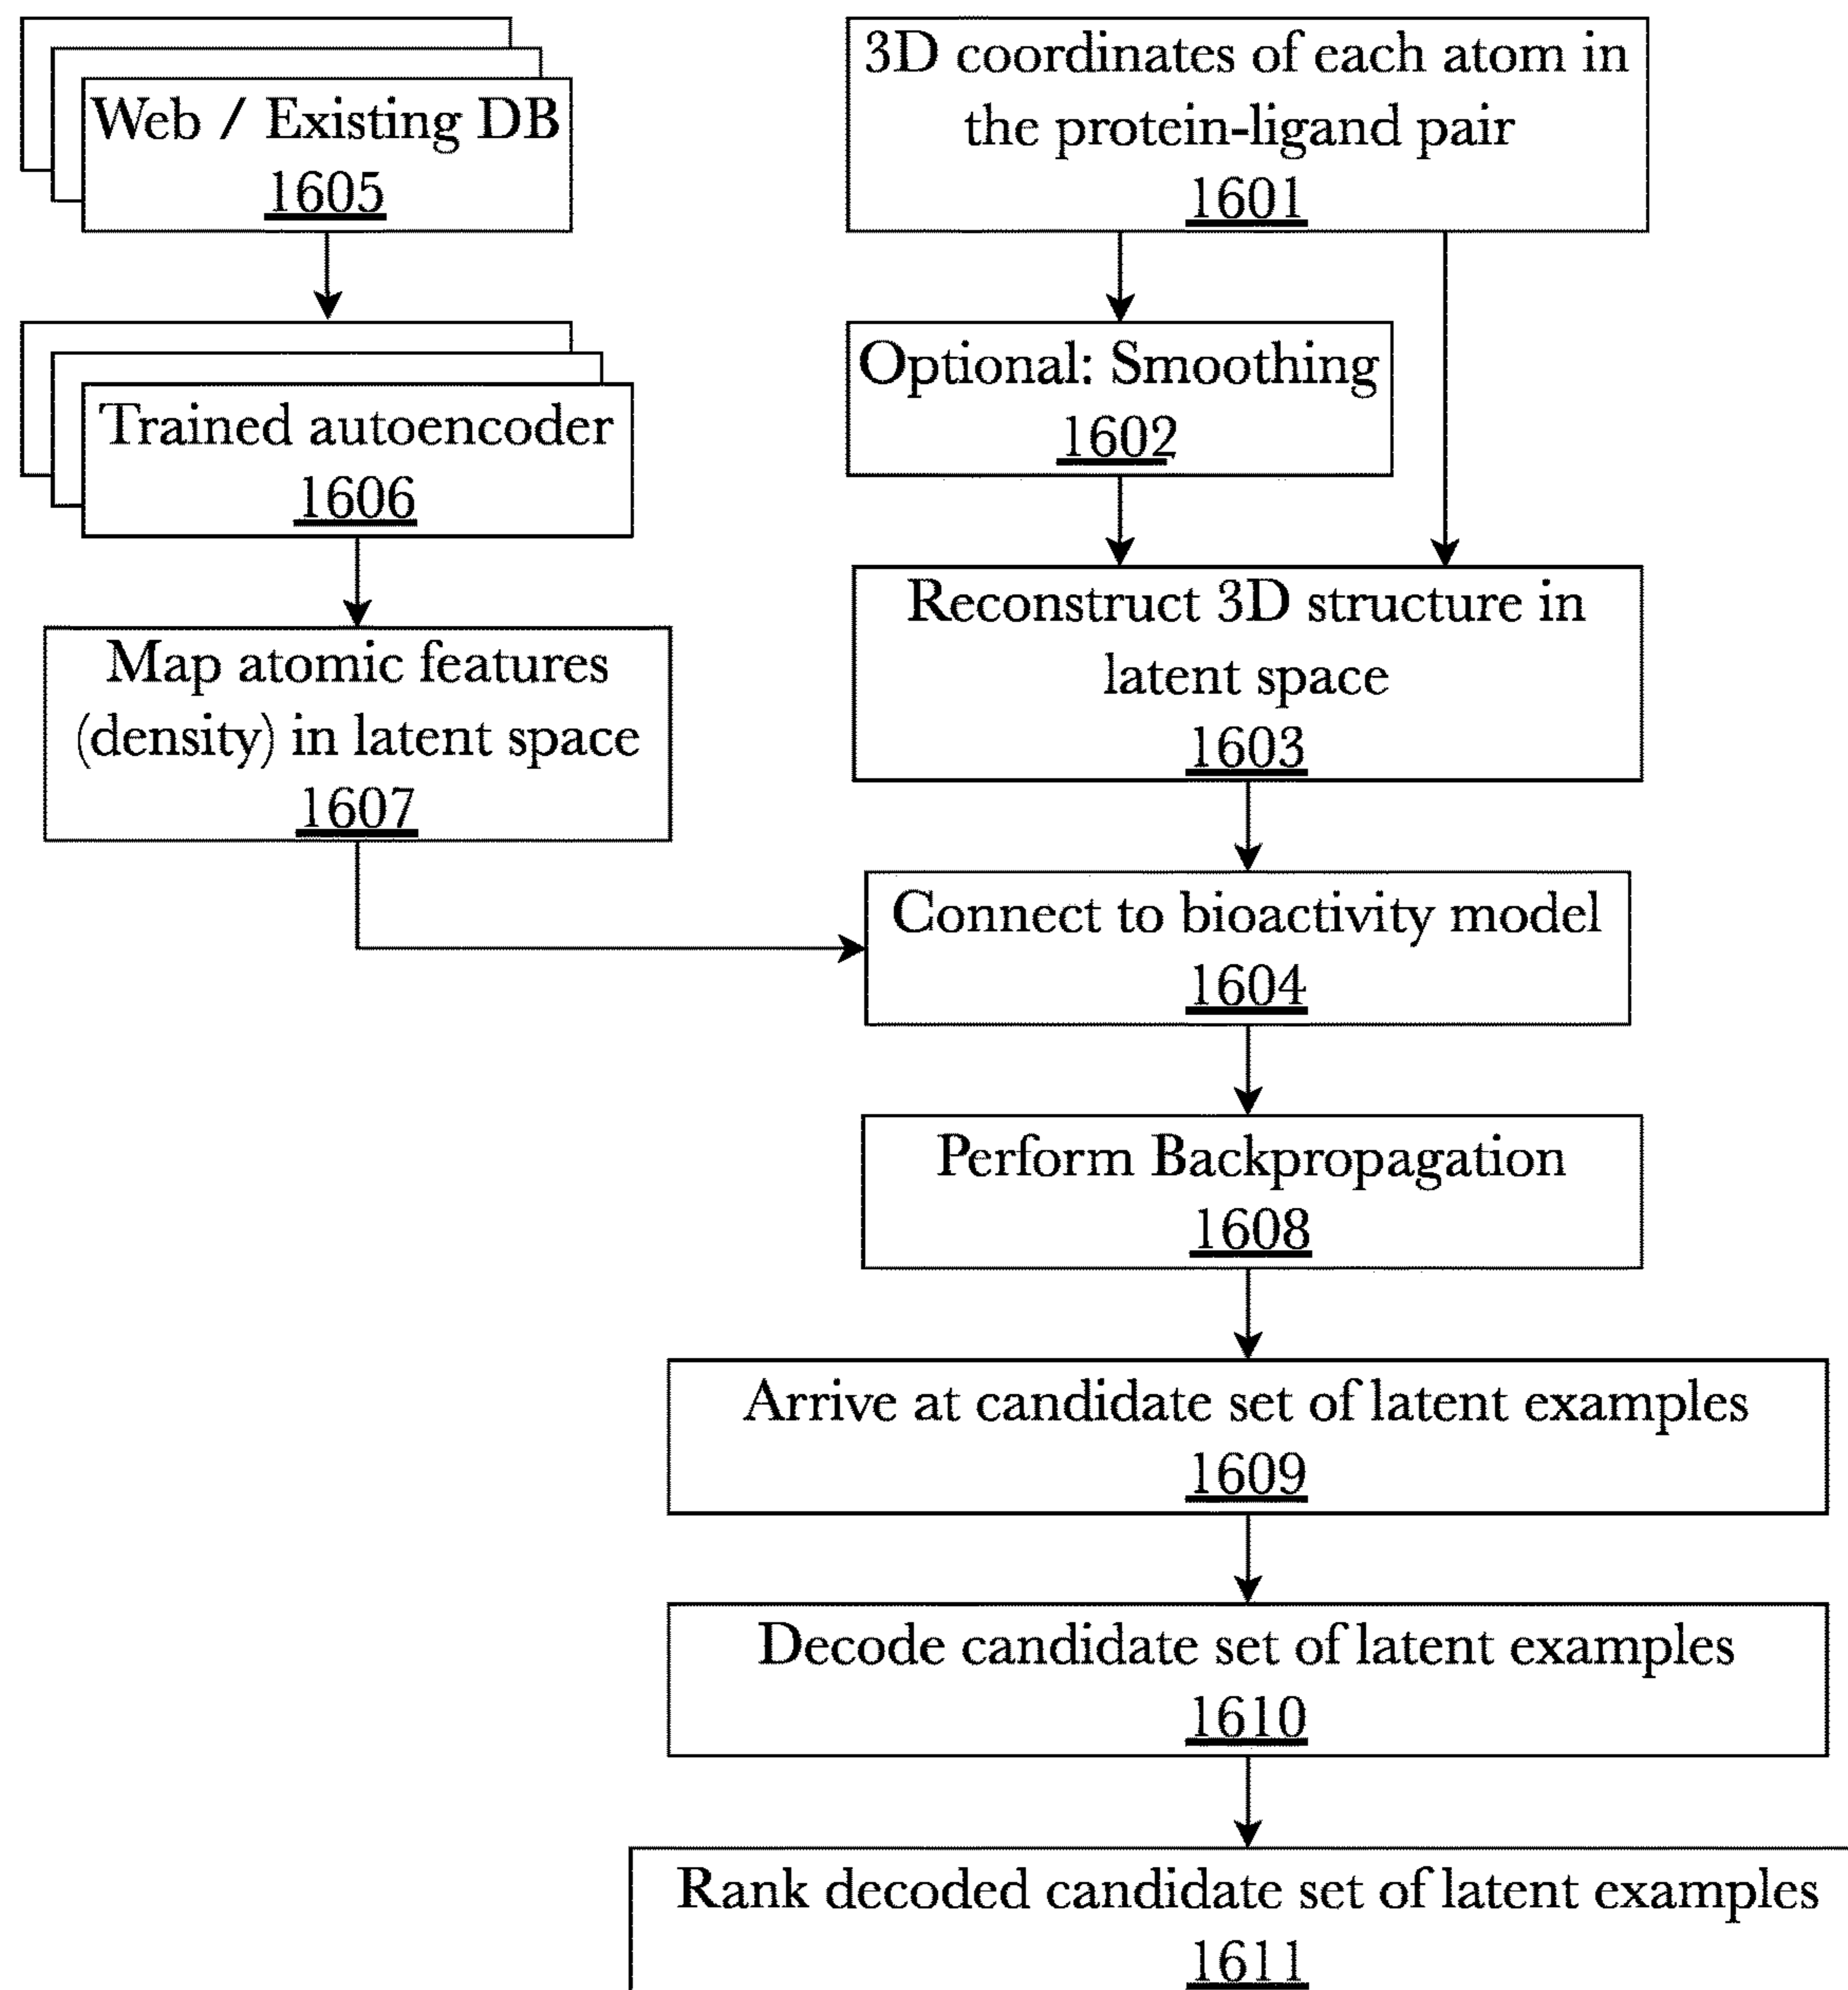 Web / Existing DB
1605
3D coordinates of each atom in
the protein-ligand pair
1601
Trained autoencoder
1606
Optional: Smoothing
1602
Map atomic features
(density) in latent space
1607
Reconstruct 3D structure in
latent space
1603
Connect to bioactivity model
1604
Perform Backpropagation
1608
Arrive at candidate set of latent examples
1609
Decode candidate set of latent examples
1610
Rank decoded candidate set of latent examples
1611